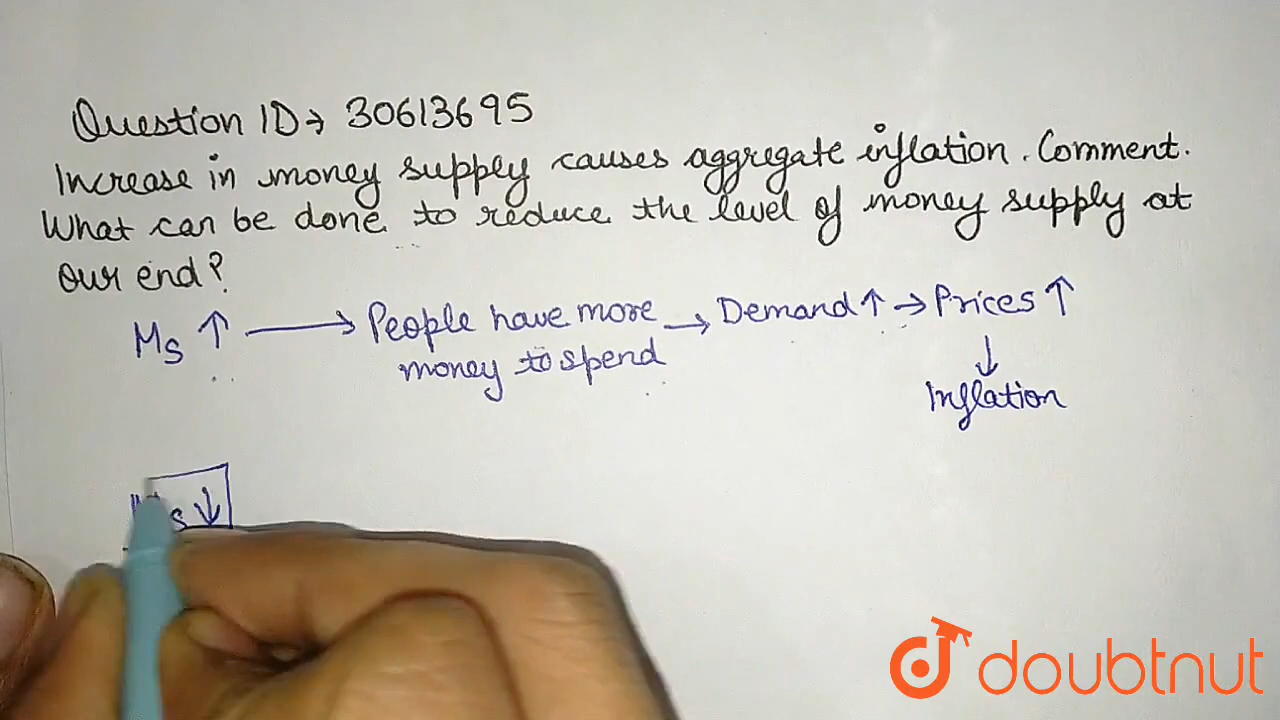 Question ID → 30613695
Increase in money supply causes aggregate inflation. Comment.
What can be done to reduce the level of money supply at
our end?
Ms ↑ → People have more money to spend → Demand ↑ → Prices ↑
↓
Inflation
s ↓
doubtnut